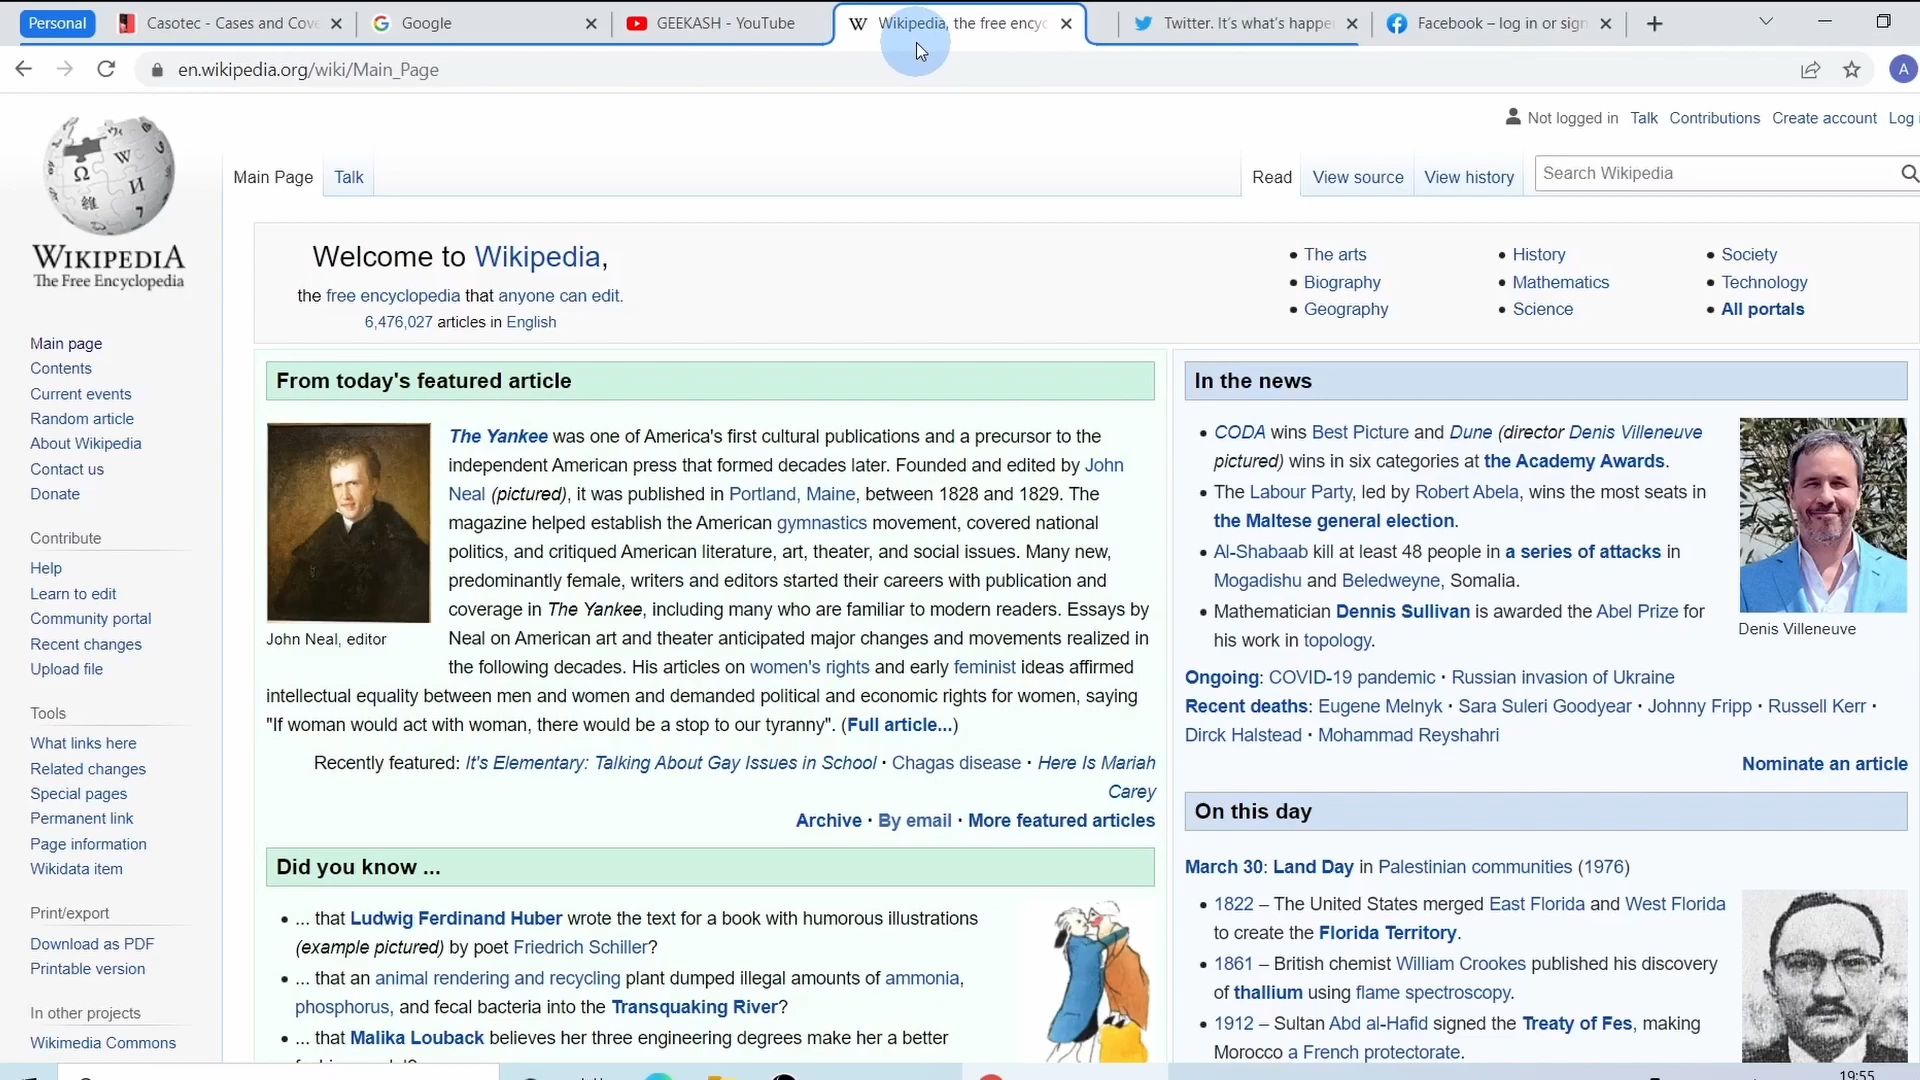 Personal
Casotec - Cases and Cove
Google
GEEKASH - YouTube
Wikipedia, the free encyc
Twitter. It's what's happe
Facebook – log in or sign
en.wikipedia.org/wiki/Main_Page
A
Not logged in Talk Contributions Create account Log i
WIKIPEDIA
The Free Encyclopedia
Main Page Talk
Read View source View history
Search Wikipedia
Main page
Contents
Current events
Random article
About Wikipedia
Contact us
Donate
Contribute
Help
Learn to edit
Community portal
Recent changes
Upload file
Tools
What links here
Related changes
Special pages
Permanent link
Page information
Wikidata item
Print/export
Download as PDF
Printable version
In other projects
Wikimedia Commons
Welcome to Wikipedia,
the free encyclopedia that anyone can edit.
6,476,027 articles in English
• The arts
• Biography
• Geography
• History
• Mathematics
• Science
• Society
• Technology
• All portals
From today's featured article
The Yankee was one of America's first cultural publications and a precursor to the
independent American press that formed decades later. Founded and edited by John
Neal (pictured), it was published in Portland, Maine, between 1828 and 1829. The
magazine helped establish the American gymnastics movement, covered national
politics, and critiqued American literature, art, theater, and social issues. Many new,
predominantly female, writers and editors started their careers with publication and
coverage in The Yankee, including many who are familiar to modern readers. Essays by
Neal on American art and theater anticipated major changes and movements realized in
the following decades. His articles on women's rights and early feminist ideas affirmed
intellectual equality between men and women and demanded political and economic rights for women, saying
"If woman would act with woman, there would be a stop to our tyranny". (Full article...)
John Neal, editor
Recently featured: It's Elementary: Talking About Gay Issues in School · Chagas disease · Here Is Mariah
Carey
Archive · By email · More featured articles
Did you know ...
• ... that Ludwig Ferdinand Huber wrote the text for a book with humorous illustrations
(example pictured) by poet Friedrich Schiller?
• ... that an animal rendering and recycling plant dumped illegal amounts of ammonia,
phosphorus, and fecal bacteria into the Transquaking River?
• ... that Malika Louback believes her three engineering degrees make her a better
In the news
• CODA wins Best Picture and Dune (director Denis Villeneuve
pictured) wins in six categories at the Academy Awards.
• The Labour Party, led by Robert Abela, wins the most seats in
the Maltese general election.
• Al-Shabaab kill at least 48 people in a series of attacks in
Mogadishu and Beledweyne, Somalia.
• Mathematician Dennis Sullivan is awarded the Abel Prize for
his work in topology.
Denis Villeneuve
Ongoing: COVID-19 pandemic · Russian invasion of Ukraine
Recent deaths: Eugene Melnyk · Sara Suleri Goodyear · Johnny Fripp · Russell Kerr ·
Dirck Halstead · Mohammad Reyshahri
Nominate an article
On this day
March 30: Land Day in Palestinian communities (1976)
• 1822 – The United States merged East Florida and West Florida
to create the Florida Territory.
• 1861 – British chemist William Crookes published his discovery
of thallium using flame spectroscopy.
• 1912 – Sultan Abd al-Hafid signed the Treaty of Fes, making
Morocco a French protectorate.
19:55